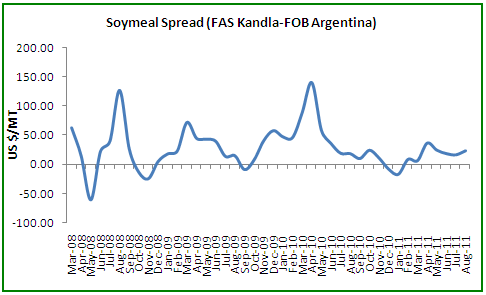 Soymeal Spread (FAS Kandla-FOB Argentina)
US $/MT
200.00
150.00
100.00
50.00
0.00
-50.00
-100.00
Mar-08
Apr-08
May-08
Jun-08
Jul-08
Aug-08
Sep-08
Oct-08
Nov-08
Dec-08
Jan-09
Feb-09
Mar-09
Apr-09
May-09
Jun-09
Jul-09
Aug-09
Sep-09
Oct-09
Nov-09
Dec-09
Jan-10
Feb-10
Mar-10
Apr-10
May-10
Jun-10
Jul-10
Aug-10
Sep-10
Oct-10
Nov-10
Dec-10
Jan-11
Feb-11
Mar-11
Apr-11
May-11
Jun-11
Jul-11
Aug-11